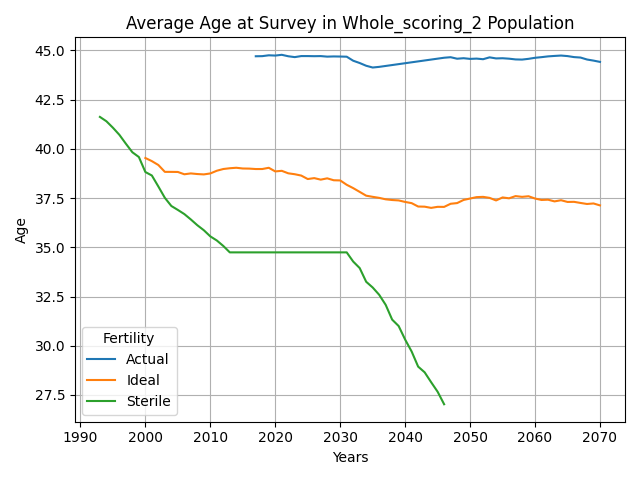 Average Age at Survey in Whole_scoring_2 Population
45.0
42.5
40.0
37.5
35.0
32.5
30.0
27.5
Age
Fertility
Actual
Ideal
Sterile
1990 2000 2010 2020 2030 2040 2050 2060 2070
Years